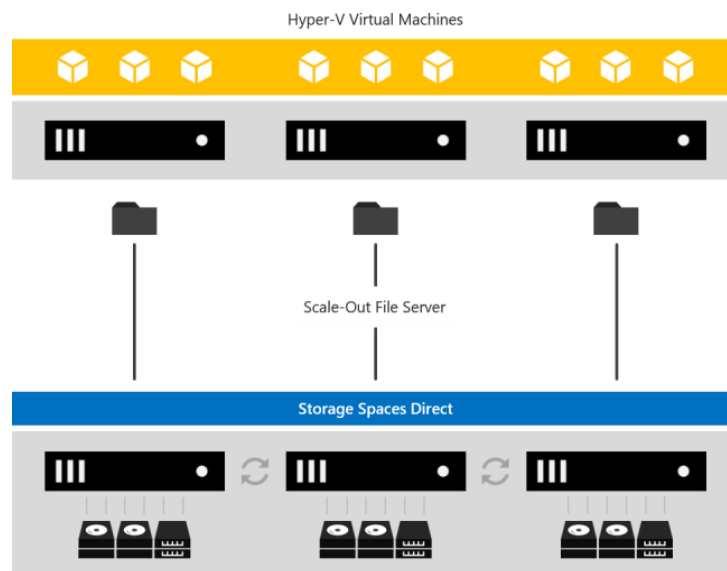 Hyper-V Virtual Machines
Scale-Out File Server
Storage Spaces Direct